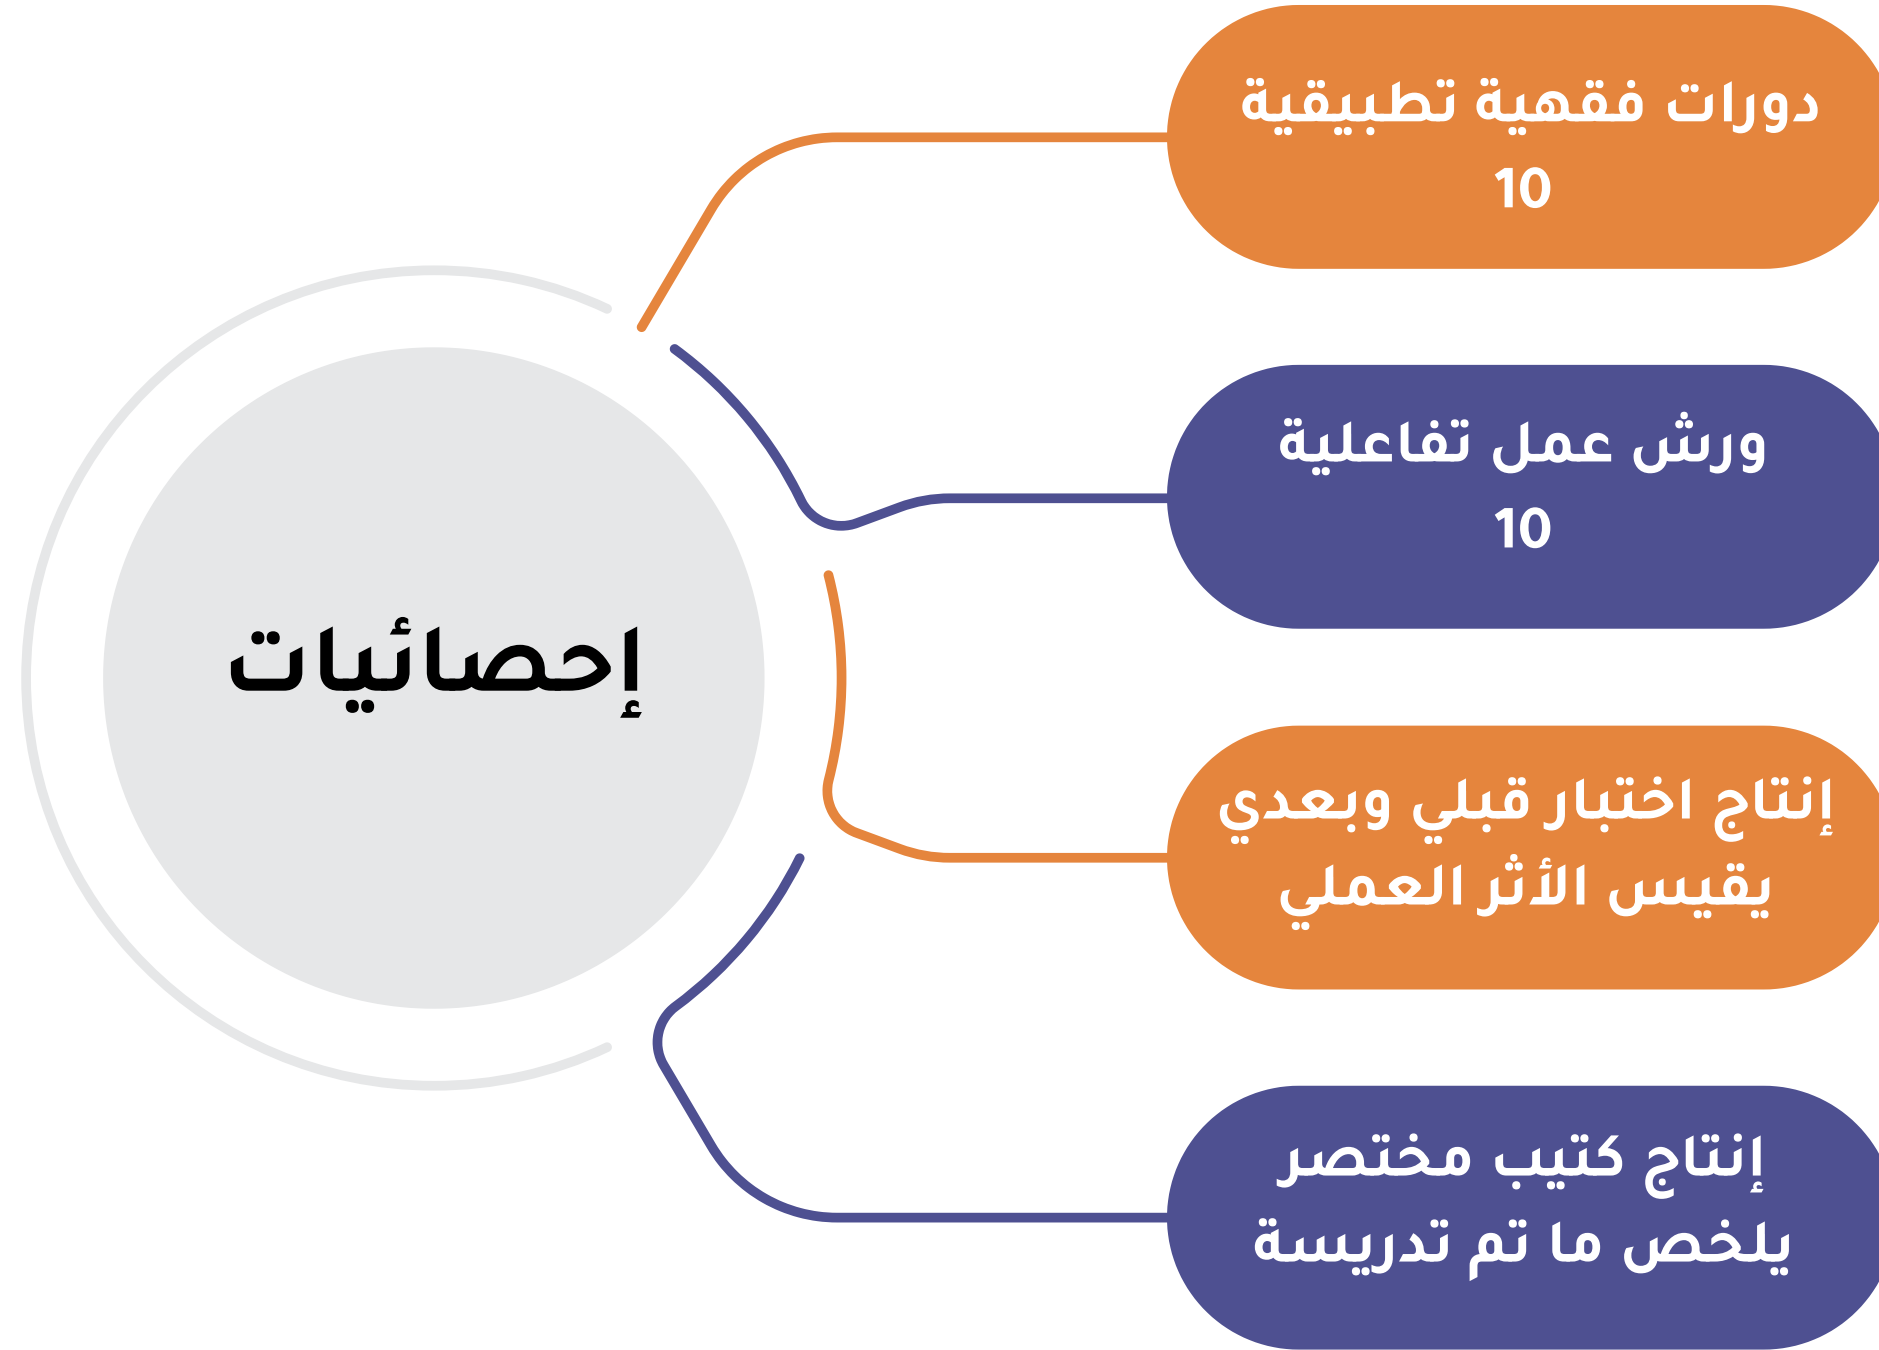 إحصائيات
دورات فقهية تطبيقية
10
ورش عمل تفاعلية
10
إنتاج اختبار قبلي وبعدي
يقيس الأثر العملي
إنتاج كتيب مختصر
يلخص ما تم تدريسة